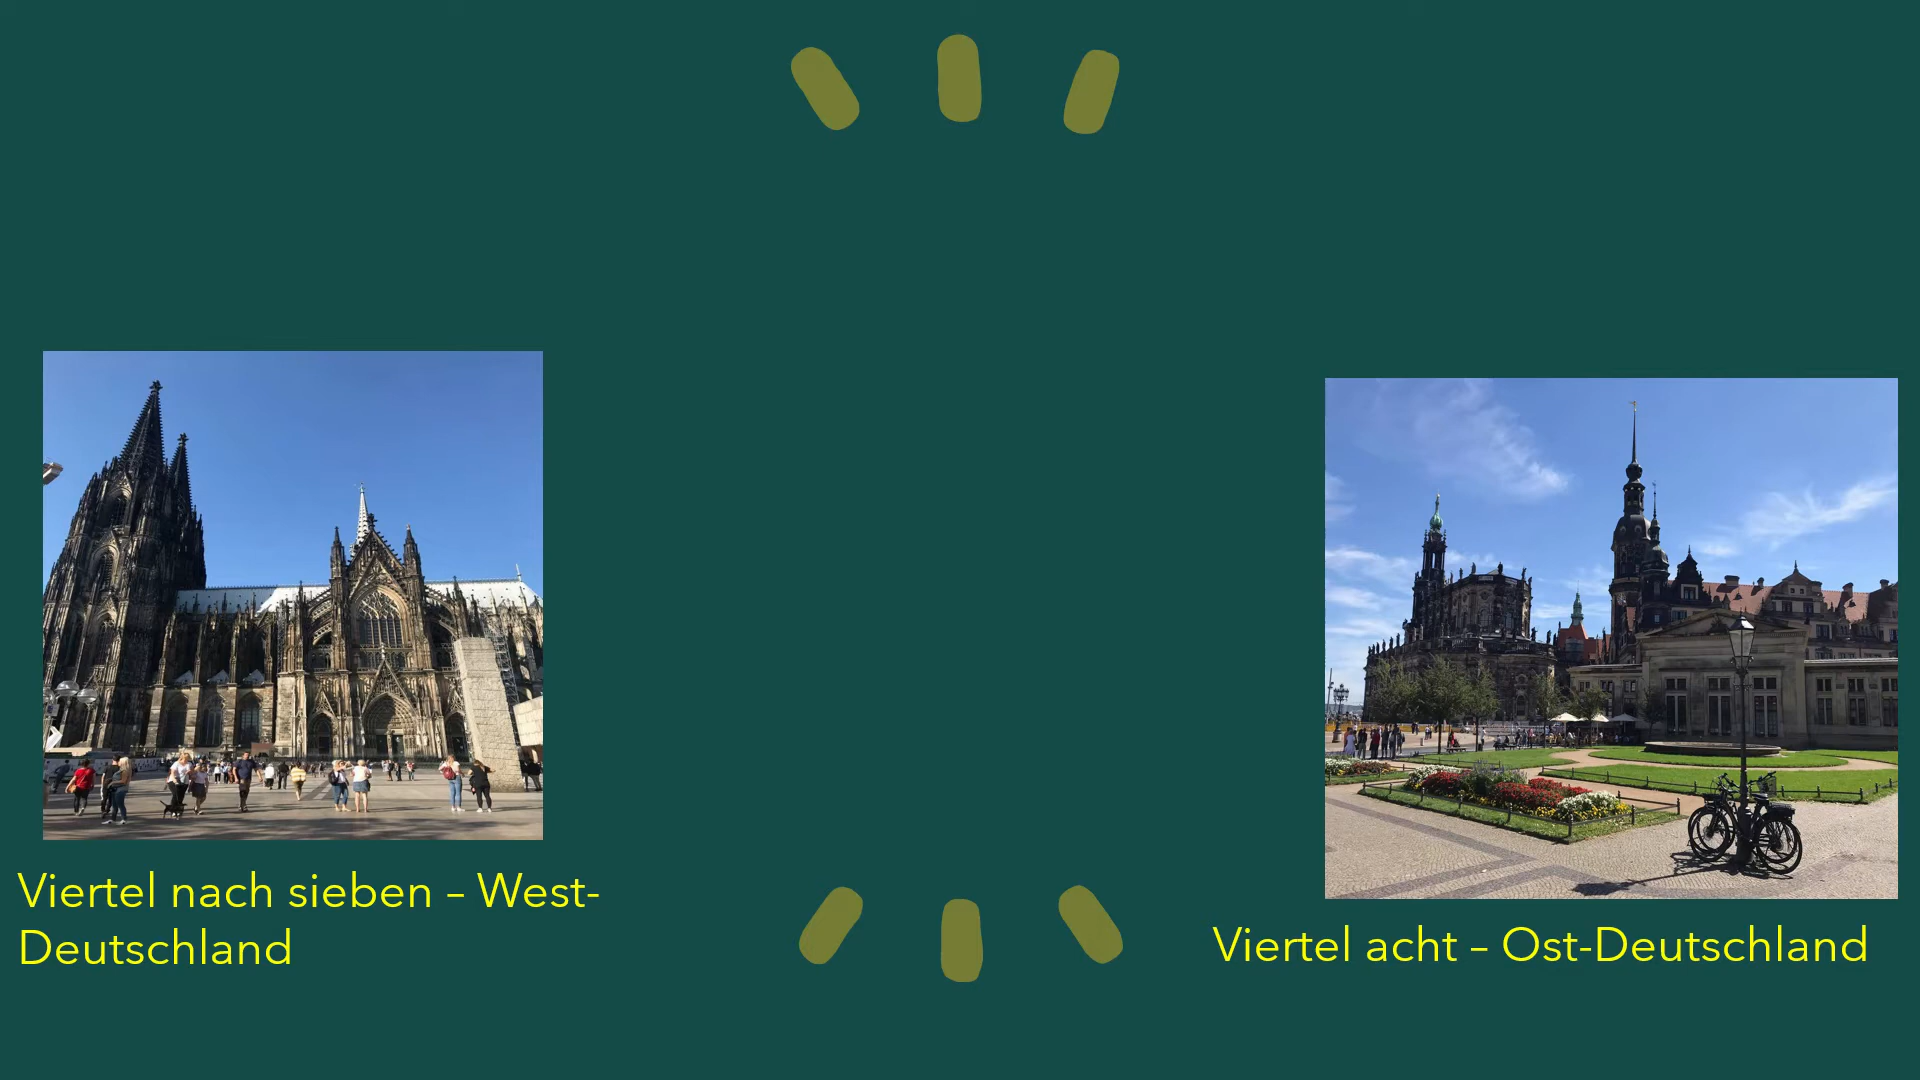 Viertel nach sieben – West-
Deutschland
Viertel acht – Ost-Deutschland